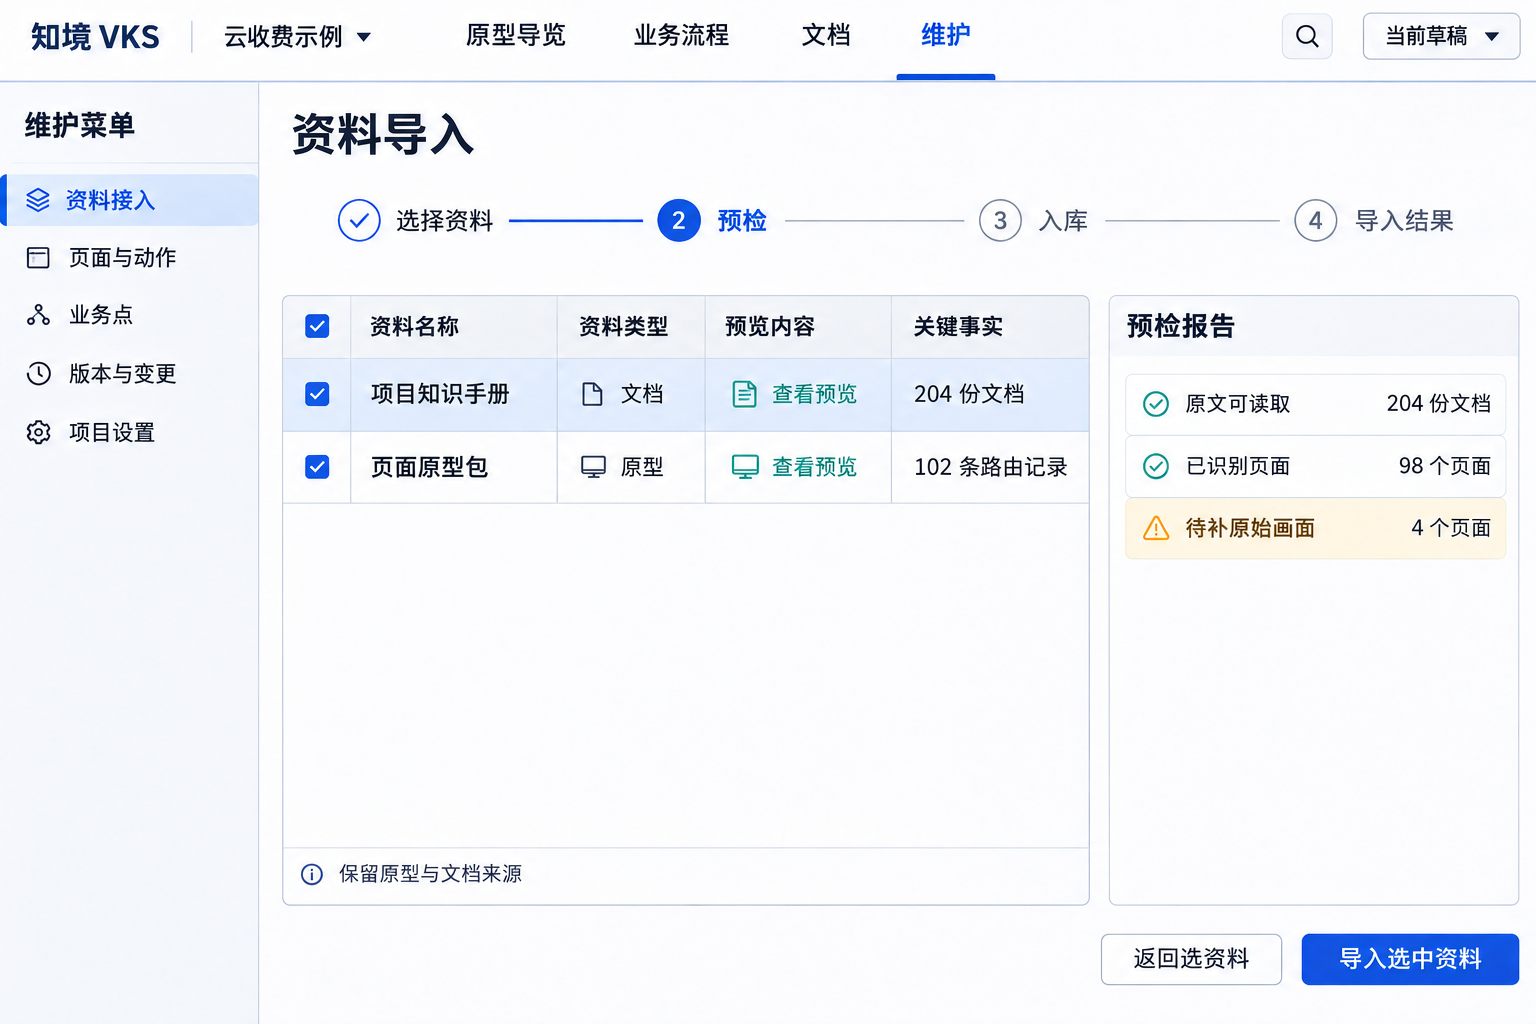 知境 VKS
云收费示例
原型导览
业务流程
文档
维护
当前草稿
维护菜单
资料接入
页面与动作
业务点
版本与变更
项目设置
资料导入
选择资料
2 预检
3 入库
4 导入结果
资料名称 资料类型 预览内容 关键事实
项目知识手册 文档 查看预览 204 份文档
页面原型包 原型 查看预览 102 条路由记录
保留原型与文档来源
预检报告
原文可读取 204 份文档
已识别页面 98 个页面
待补原始画面 4 个页面
返回选资料
导入选中资料